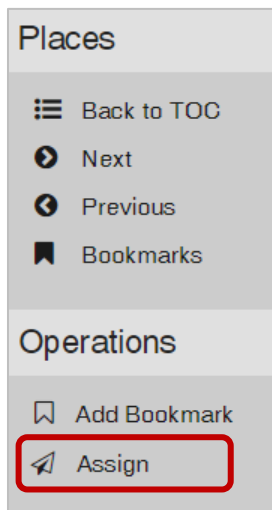 Places
Back to TOC
Next
Previous
Bookmarks
Operations
Add Bookmark
Assign